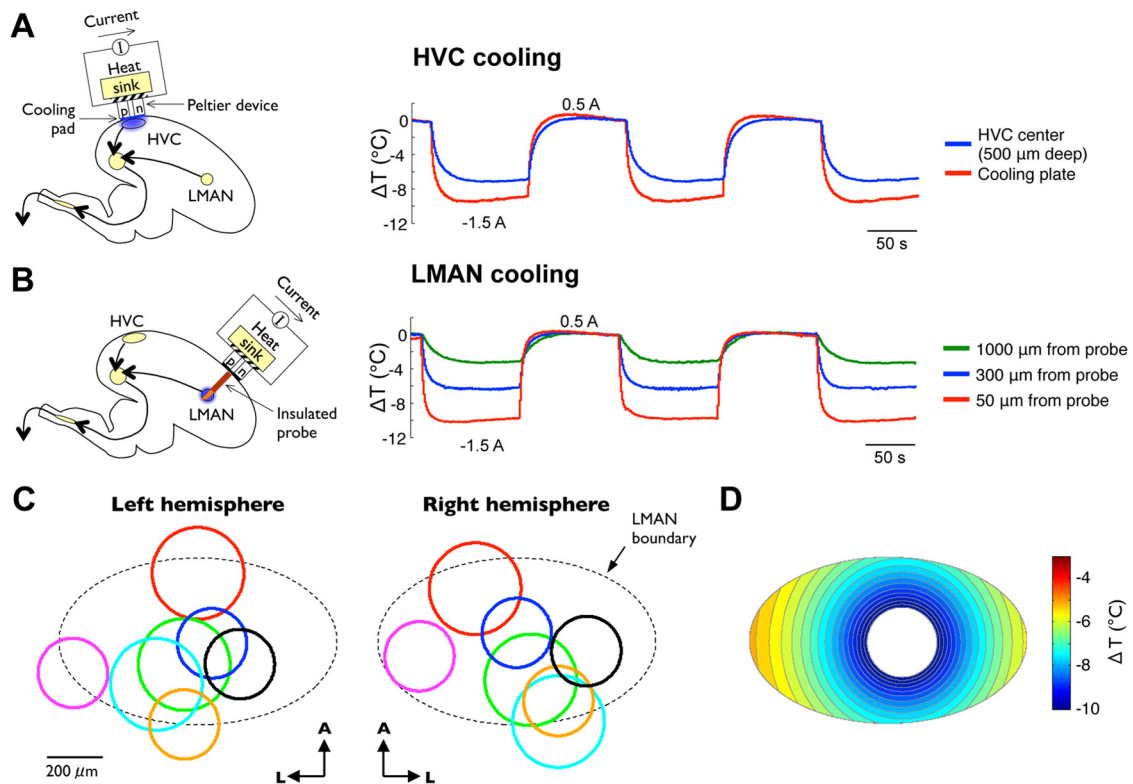 A
Current
I
Heat
sink
Cooling
pad
p n
Peltier device
HVC
LMAN
HVC cooling
0.5 A
0
-4
-8
-12
ΔT (°C)
-1.5 A
50 s
HVC center
(500 µm deep)
Cooling plate
B
HVC
Current
I
Heat
sink
p n
LMAN
Insulated
probe
LMAN cooling
0.5 A
0
-4
-8
-12
ΔT (°C)
-1.5 A
50 s
1000 µm from probe
300 µm from probe
50 µm from probe
C
Left hemisphere
Right hemisphere
LMAN
boundary
200 µm
A
L
A
L
D
-4
-6
-8
-10
Δ T (°C)